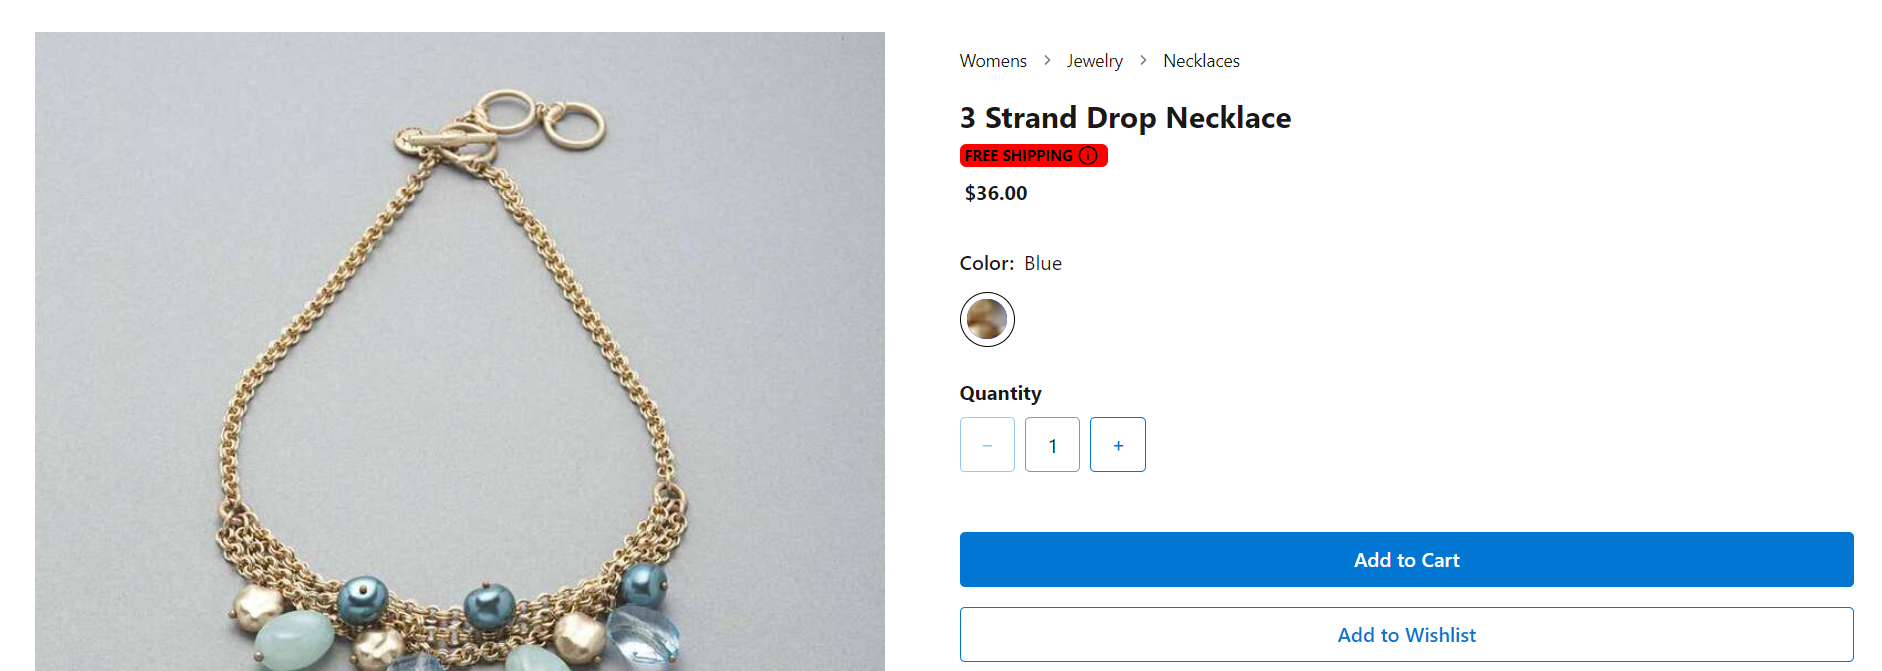 Womens > Jewelry > Necklaces
3 Strand Drop Necklace
FREE SHIPPING
$36.00
Color: Blue
Quantity
− 1 +
Add to Cart
Add to Wishlist